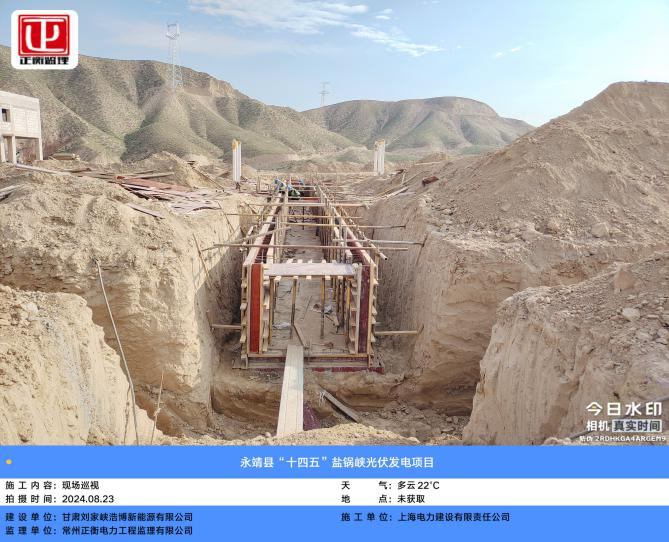 正衡监理
今日水印
相机 真实时间
防伪 2RDHKGA4ARGEM9
永靖县“十四五”盐锅峡光伏发电项目
施工内容：现场巡视
天 气：多云 22℃
拍摄时间：2024.08.23
地 点：未获取
建设单位：甘肃刘家峡浩博新能源有限公司
施工单位：上海电力建设有限责任公司
监理单位：常州正衡电力工程监理有限公司